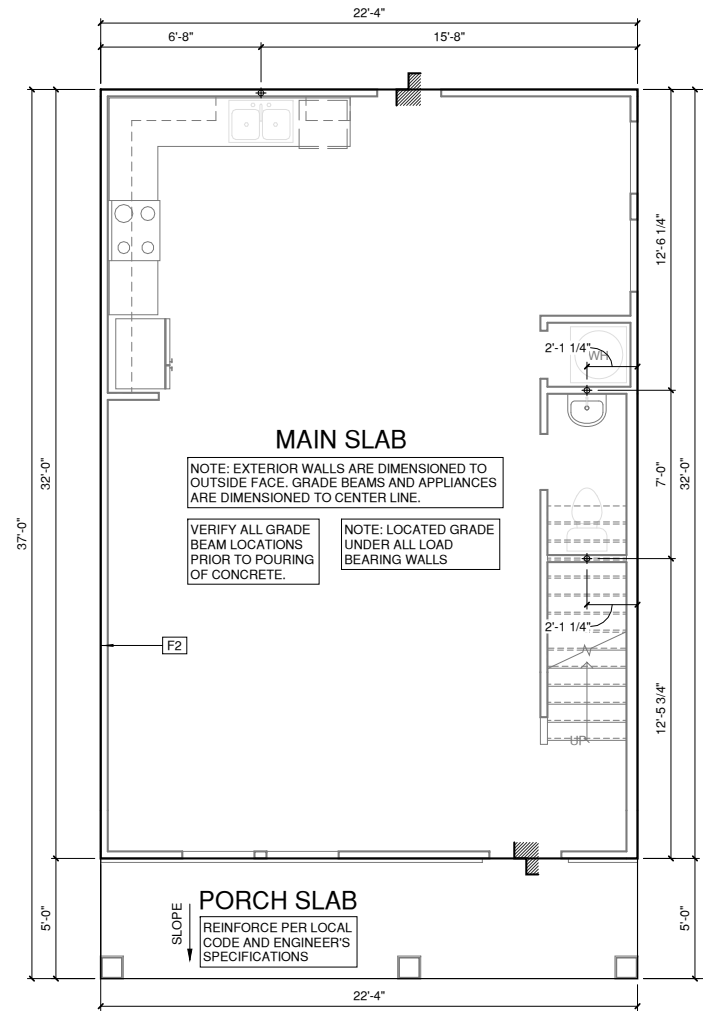 22'-4"
6'-8"
15'-8"
12'-6 1/4"
2'-1 1/4"
WH
MAIN SLAB
NOTE: EXTERIOR WALLS ARE DIMENSIONED TO
OUTSIDE FACE. GRADE BEAMS AND APPLIANCES
ARE DIMENSIONED TO CENTER LINE.
32'-0"
7'-0"
32'-0"
37'-0"
VERIFY ALL GRADE
BEAM LOCATIONS
PRIOR TO POURING
OF CONCRETE.
NOTE: LOCATED GRADE
UNDER ALL LOAD
BEARING WALLS
2'-1 1/4"
F2
12'-5 3/4"
UP
5'-0"
PORCH SLAB
SLOPE
REINFORCE PER LOCAL
CODE AND ENGINEER'S
SPECIFICATIONS
5'-0"
22'-4"